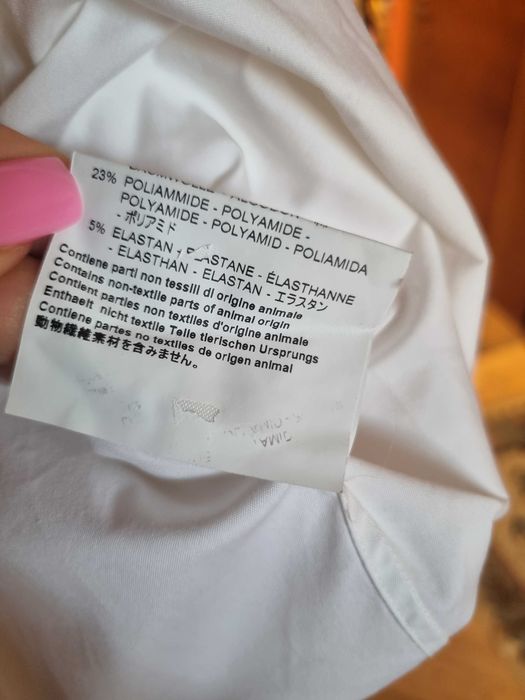 23% POLIAMMIDE - POLYAMIDE -
POLYAMIDE - POLYAMID - POLIAMIDA
- ポリアミド
5% ELASTAN - ELASTANE - ÉLASTHANNE
- ELASTHAN - ELASTAN - エラスタン
Contiene parti non tessili di origine animale
Contains non-textile parts of animal origin
Contient parties non textiles d'origine animale
Enthaelt nicht textile Teile tierischen Ursprungs
Contiene partes no textiles de origen animal
動物繊維素材を含みません。